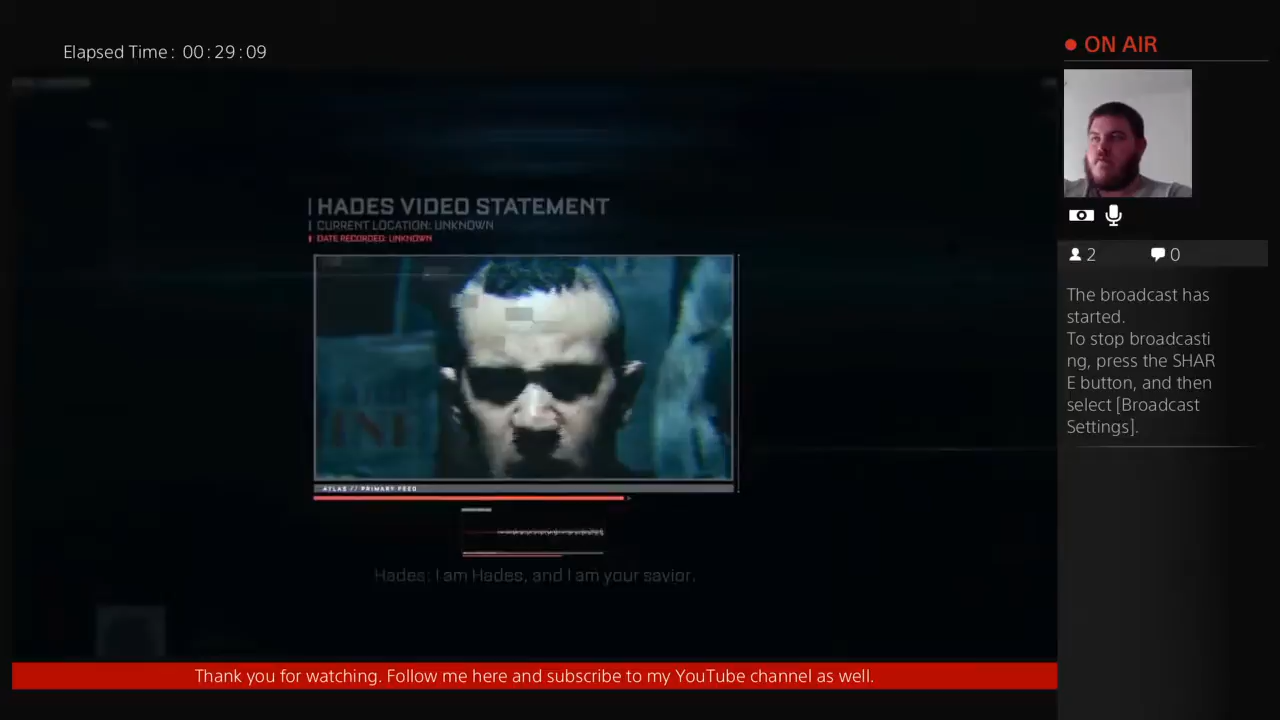 Elapsed Time: 00:29:09
ON AIR
HADES VIDEO STATEMENT
CURRENT LOCATION: UNKNOWN
DATE RECORDED: UNKNOWN
2
0
The broadcast has
started.
To stop broadcasti
ng, press the SHAR
E button, and then
select [Broadcast
Settings].
ATLAS // PRIMARY FEED
Hades: I am Hades, and I am your savior.
Thank you for watching. Follow me here and subscribe to my YouTube channel as well.